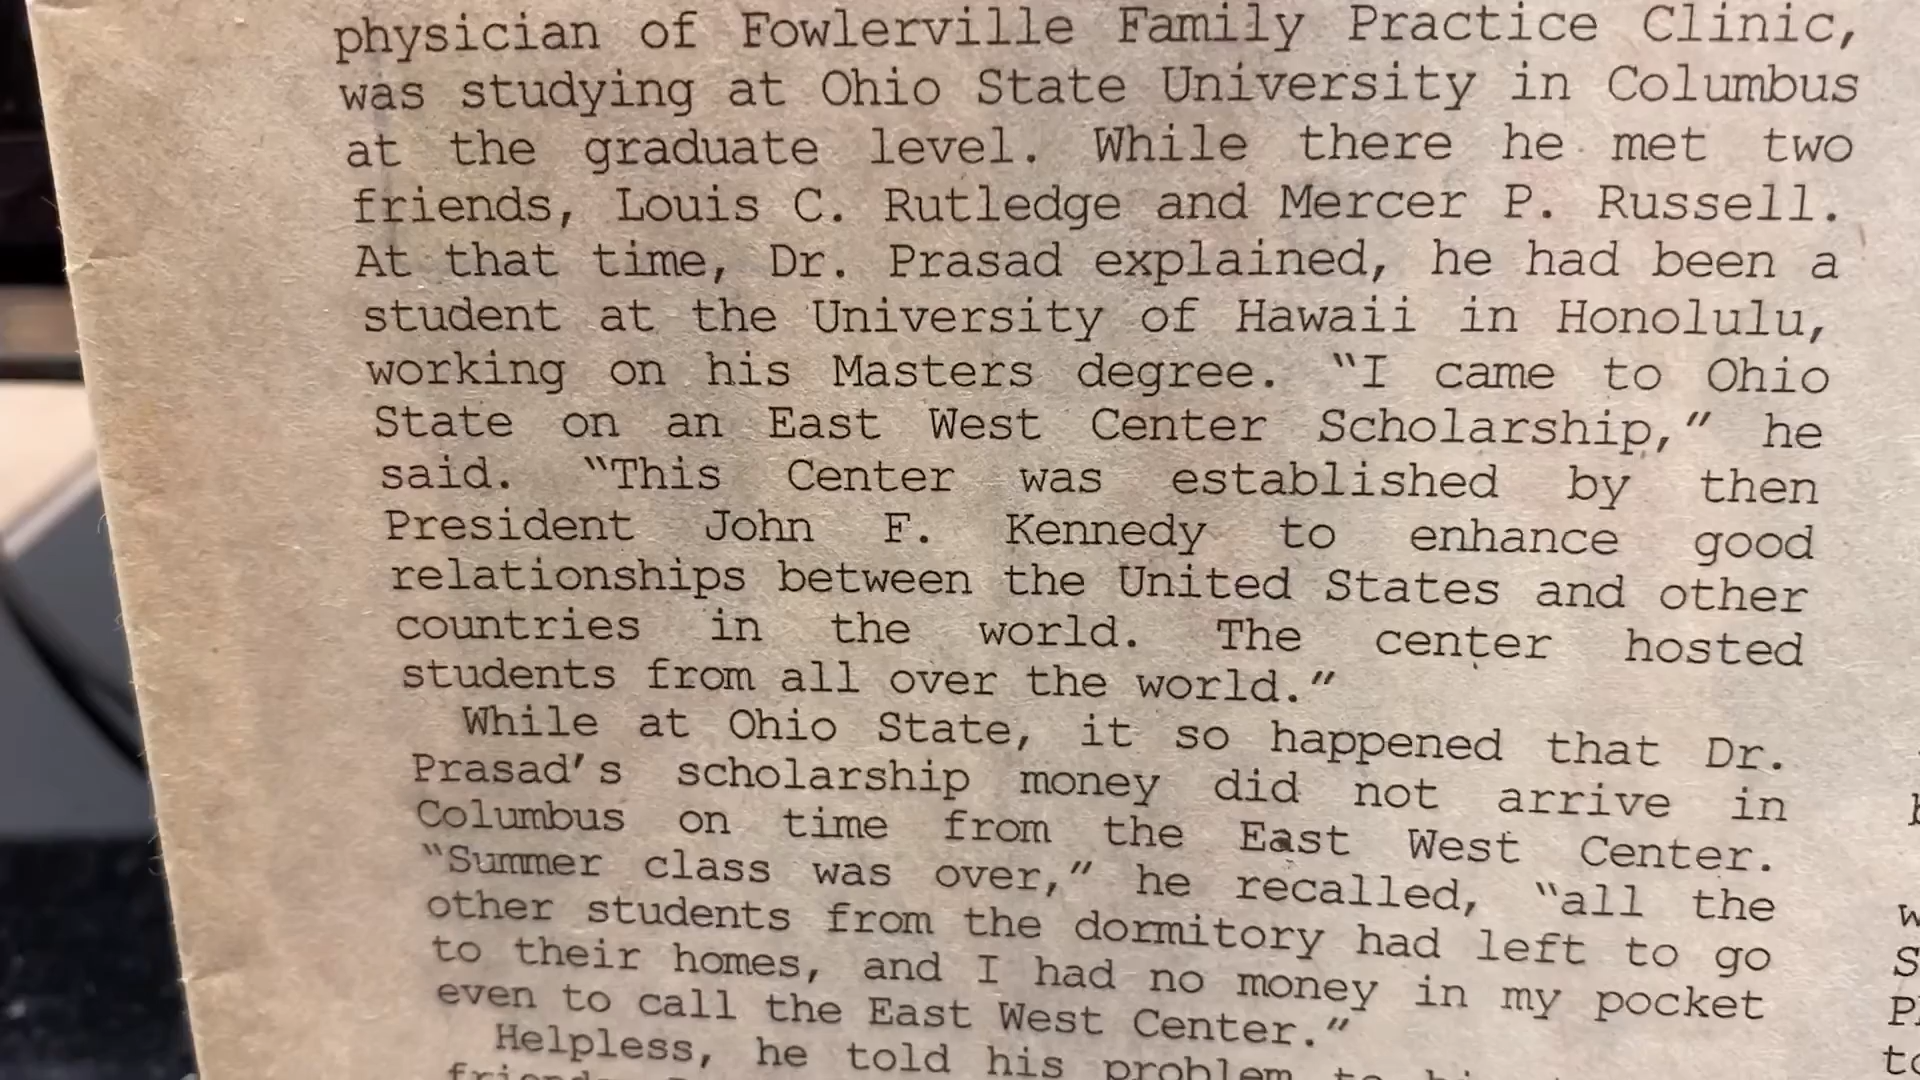 physician of Fowlerville Family Practice Clinic,
was studying at Ohio State University in Columbus
at the graduate level. While there he met two
friends, Louis C. Rutledge and Mercer P. Russell.
At that time, Dr. Prasad explained, he had been a
student at the University of Hawaii in Honolulu,
working on his Masters degree. "I came to Ohio
State on an East West Center Scholarship," he
said. "This Center was established by then
President John F. Kennedy to enhance good
relationships between the United States and other
countries in the world. The center hosted
students from all over the world."
While at Ohio State, it so happened that Dr.
Prasad's scholarship money did not arrive in
Columbus on time from the East West Center.
"Summer class was over," he recalled, "all the
other students from the dormitory had left to go
to their homes, and I had no money in my pocket
even to call the East West Center."
Helpless, he told his problem to